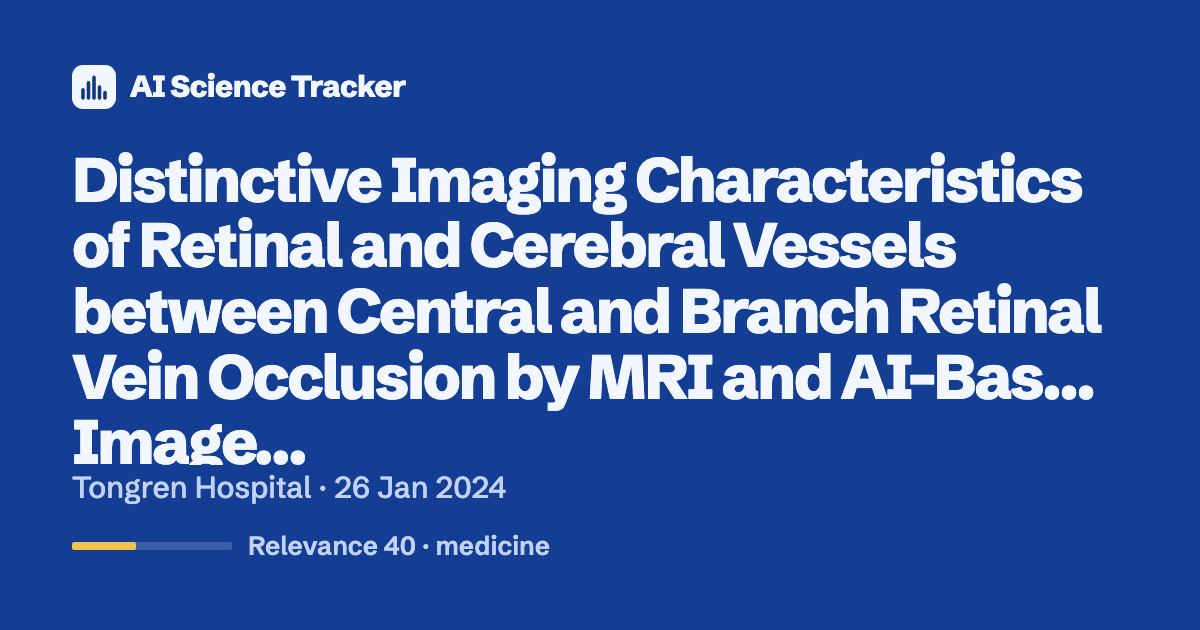 AI Science Tracker
Distinctive Imaging Characteristics
of Retinal and Cerebral Vessels
between Central and Branch Retinal
Vein Occlusion by MRI and AI-Bas...
Image...
Tongren Hospital · 26 Jan 2024
Relevance 40 · medicine